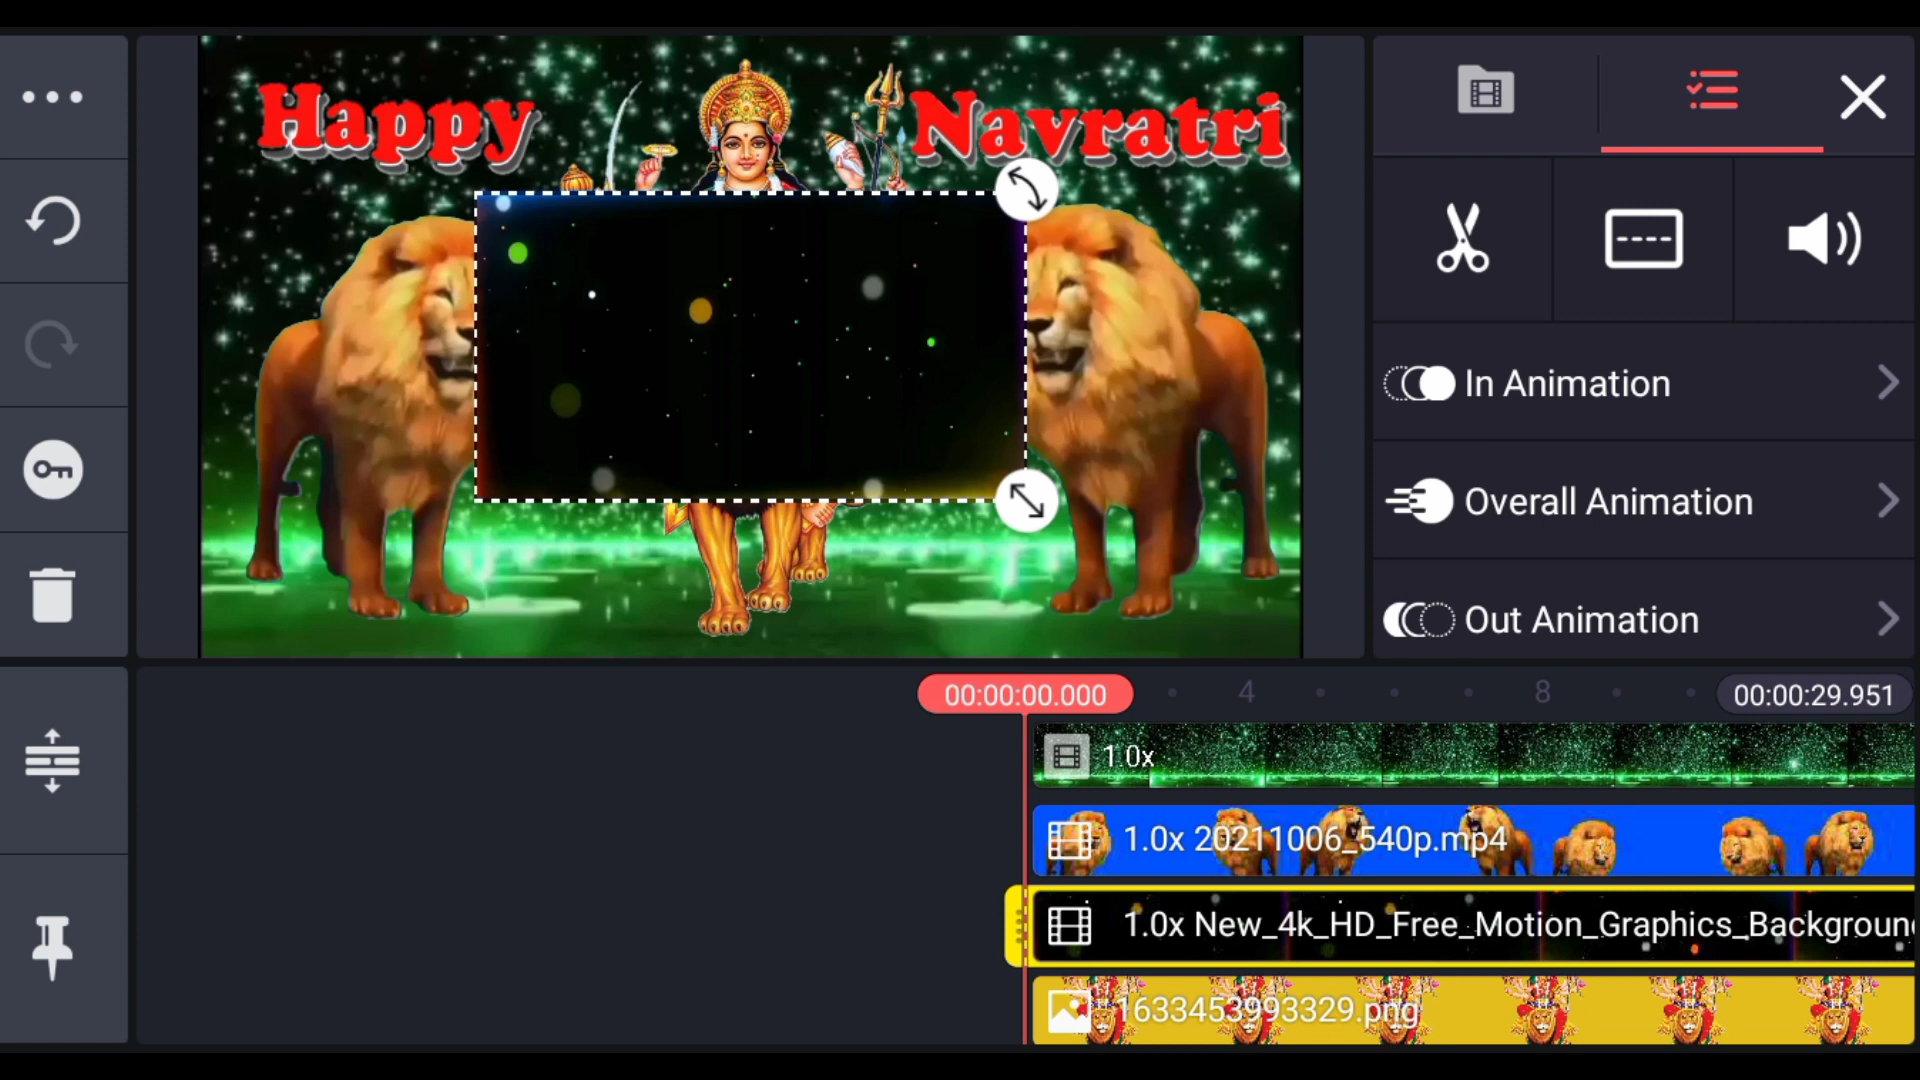 Happy Navratri
In Animation
Overall Animation
Out Animation
00:00:00.000 4 8 00:00:29.951
1.0x
1.0x 20211006_540p.mp4
1.0x New_4k_HD_Free_Motion_Graphics_Backgroun
1633453993329.png